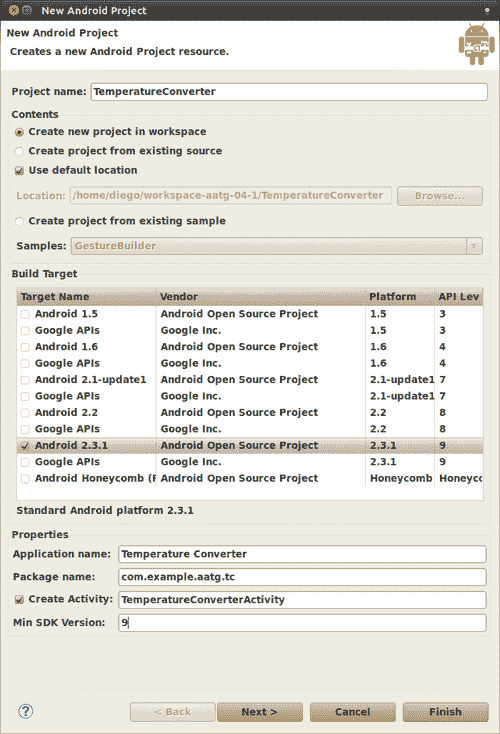 New Android Project
New Android Project
Creates a new Android Project resource.
Project name: TemperatureConverter
Contents
Create new project in workspace
Create project from existing source
Use default location
Location: /home/diego/workspace-aatg-04-1/TemperatureConverter Browse...
Create project from existing sample
Samples: GestureBuilder
Build Target
Target Name Vendor Platform API Lev
Android 1.5 Android Open Source Project 1.5 3
Google APIs Google Inc. 1.5 3
Android 1.6 Android Open Source Project 1.6 4
Google APIs Google Inc. 1.6 4
Android 2.1-update1 Android Open Source Project 2.1-update1 7
Google APIs Google Inc. 2.1-update1 7
Android 2.2 Android Open Source Project 2.2 8
Google APIs Google Inc. 2.2 8
Android 2.3.1 Android Open Source Project 2.3.1 9
Google APIs Google Inc. 2.3.1 9
Android Honeycomb (F Android Open Source Project Honeycomb Honeycc
Standard Android platform 2.3.1
Properties
Application name: Temperature Converter
Package name: com.example.aatg.tc
Create Activity: TemperatureConverterActivity
Min SDK Version: 9
? < Back Next > Cancel Finish